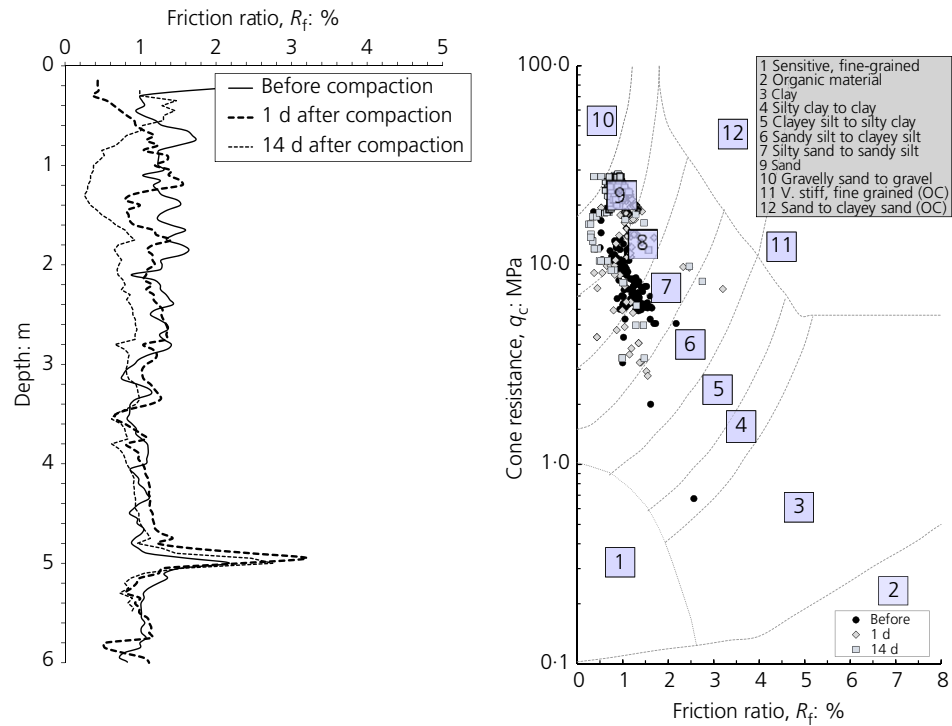 Friction ratio, Rf: %
0 1 2 3 4 5
0
1
2
3
4
5
6
Depth: m
Before compaction
1 d after compaction
14 d after compaction
100·0
10·0
1·0
0·1
Cone resistance, qc: MPa
1 Sensitive, fine-grained
2 Organic material
3 Clay
4 Silty clay to clay
5 Clayey silt to silty clay
6 Sandy silt to clayey silt
7 Silty sand to sandy silt
9 Sand
10 Gravelly sand to gravel
11 V. stiff, fine grained (OC)
12 Sand to clayey sand (OC)
10
12
9
8
11
7
6
5
4
3
1
2
Before
1 d
14 d
0 1 2 3 4 5 6 7 8
Friction ratio, Rf: %